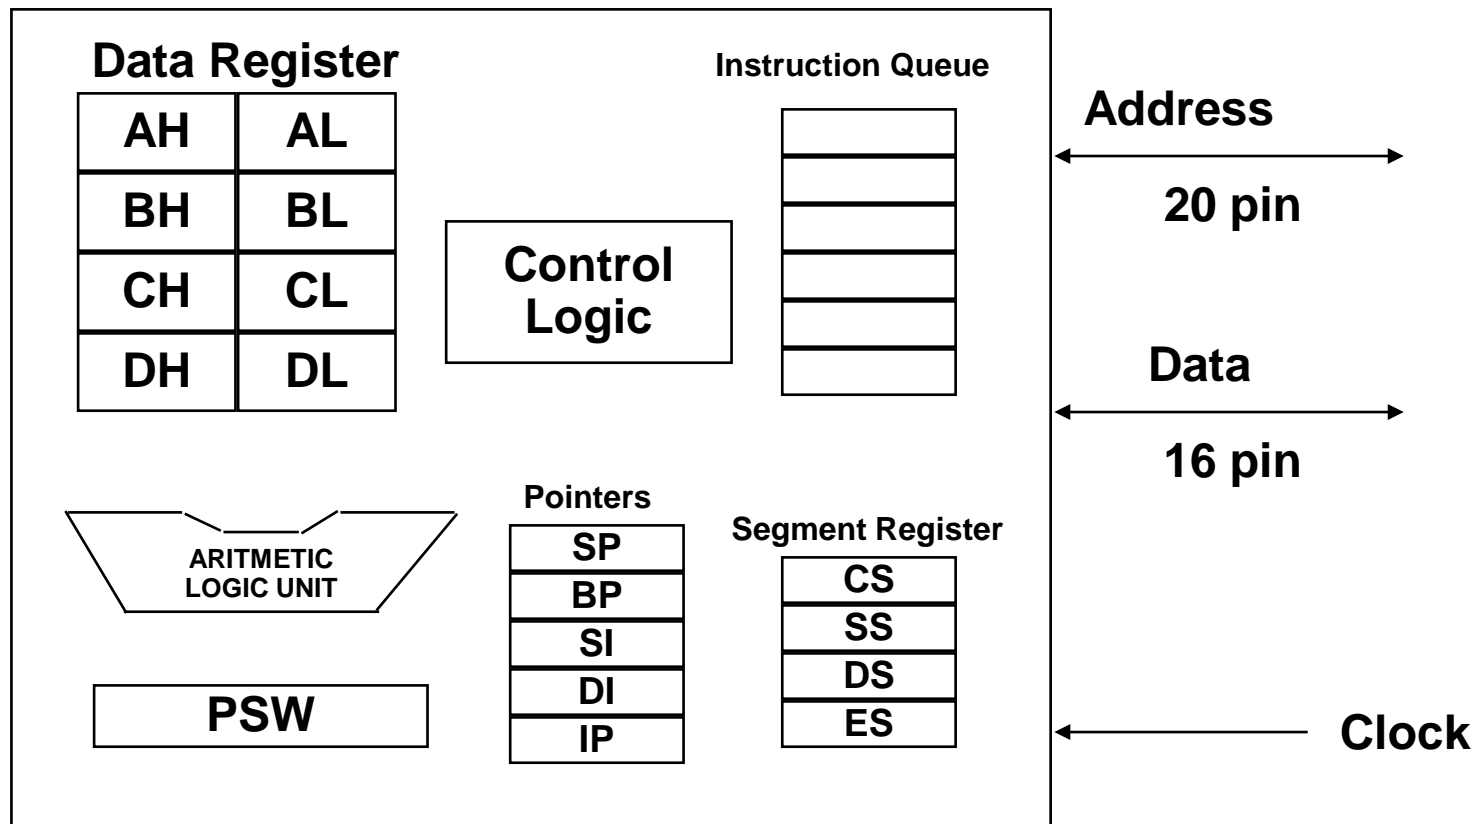 Data Register
AH AL
BH BL
CH CL
DH DL
Control
Logic
Instruction Queue
Address
20 pin
Data
16 pin
ARITMETIC
LOGIC UNIT
PSW
Pointers
SP
BP
SI
DI
IP
Segment Register
CS
SS
DS
ES
Clock